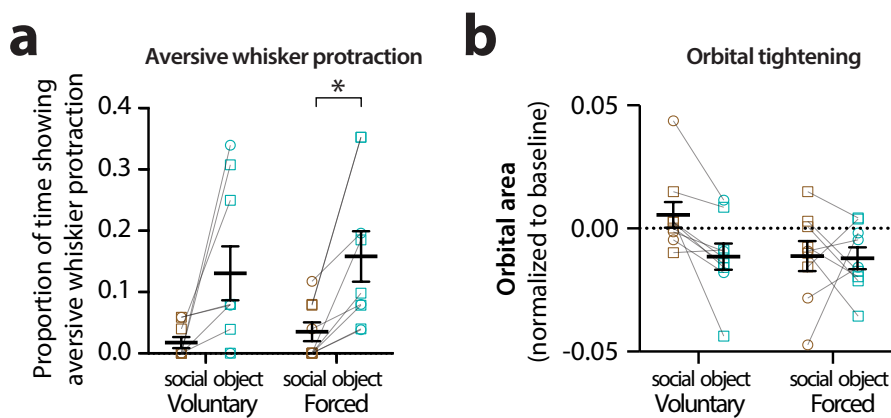 a
Aversive whisker protraction
Proportion of time showing
aversive whiskier protraction
0.4
0.3
0.2
0.1
0.0
*
social object
Voluntary
social object
Forced
b
Orbital tightening
Orbital area
(normalized to baseline)
0.05
0.00
-0.05
social object
Voluntary
social object
Forced